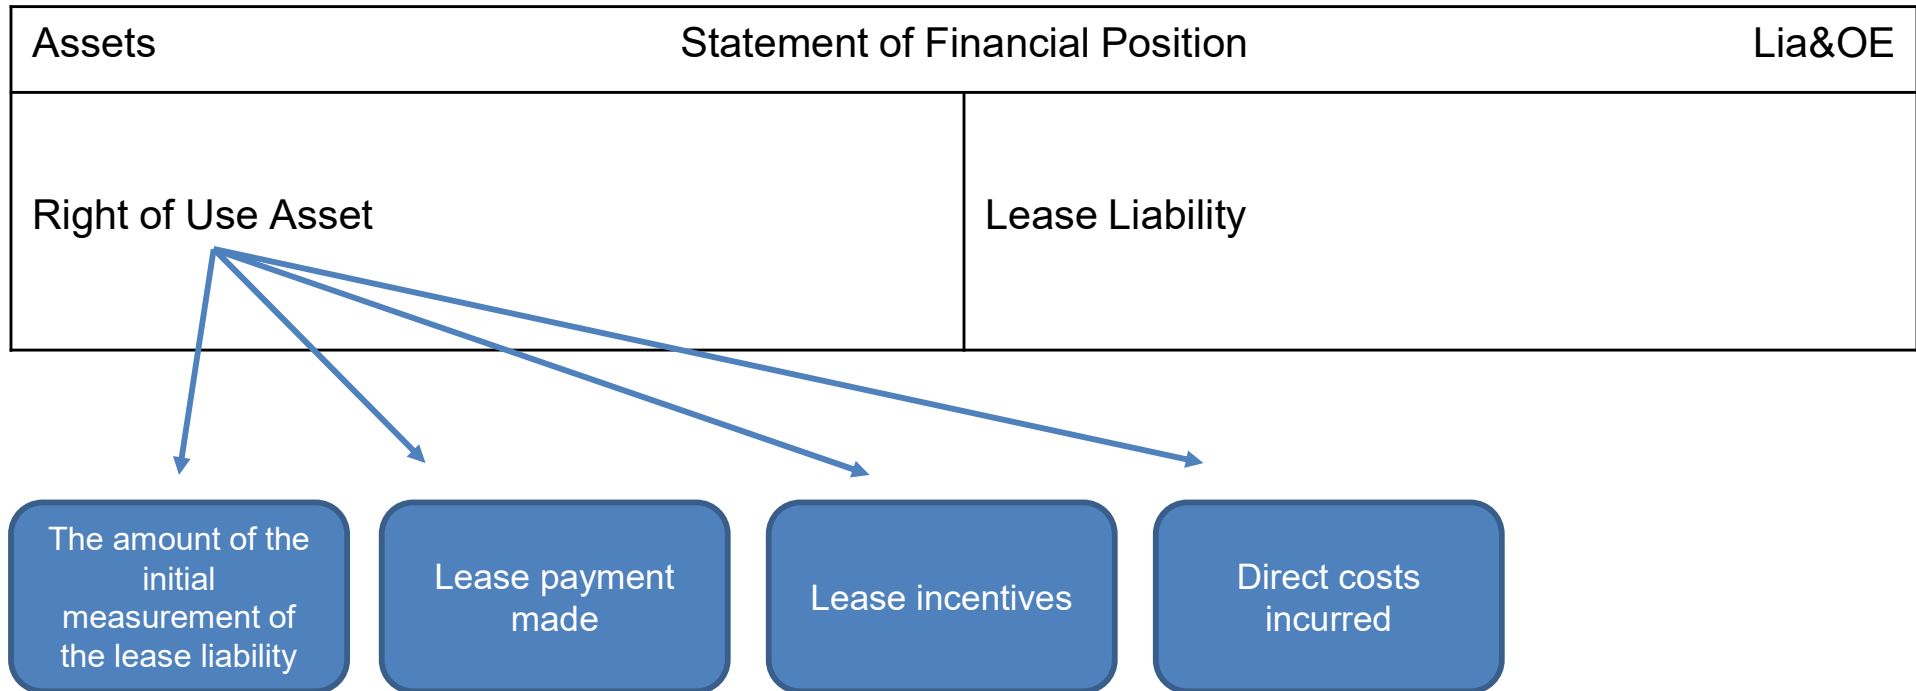 Assets Statement of Financial Position Lia&OE
Right of Use Asset Lease Liability
The amount of the
initial
measurement of
the lease liability
Lease payment
made
Lease incentives
Direct costs
incurred